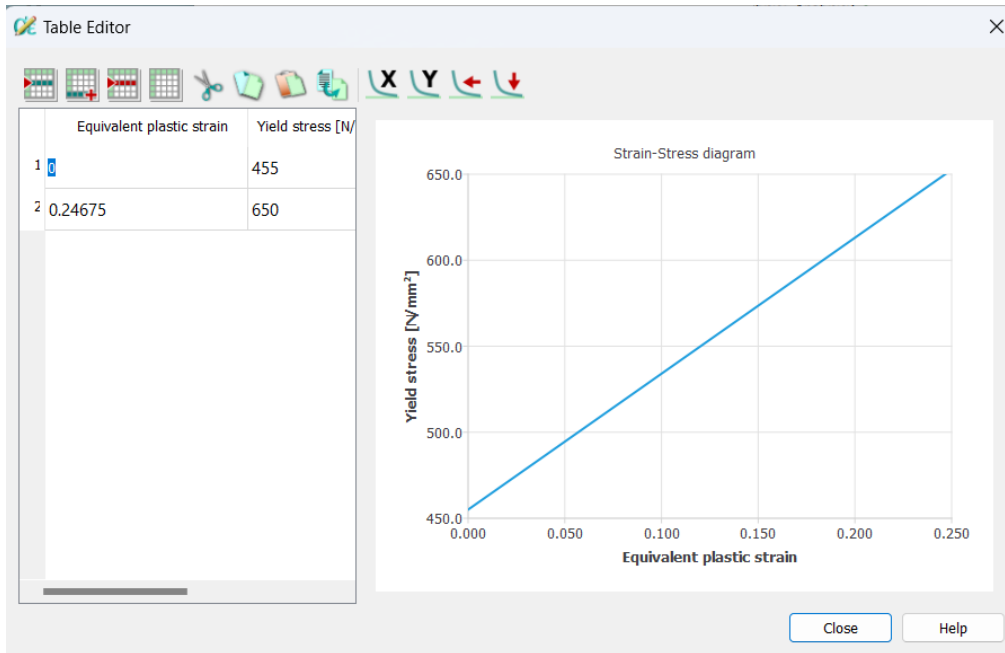 Table Editor
X Y
Equivalent plastic strain Yield stress [N/
1 0 455
2 0.24675 650
Strain-Stress diagram
650.0
600.0
550.0
500.0
450.0
Yield stress [N/mm²]
0.000 0.050 0.100 0.150 0.200 0.250
Equivalent plastic strain
Close Help